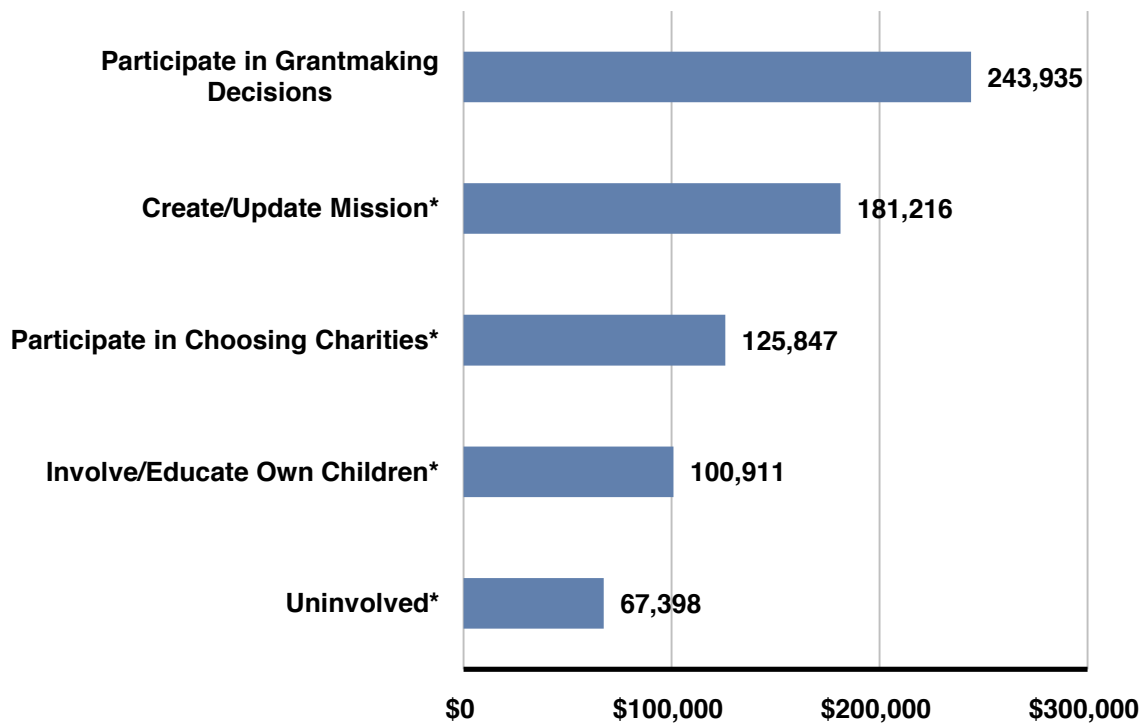 Participate in Grantmaking
Decisions
243,935
Create/Update Mission*
181,216
Participate in Choosing Charities*
125,847
Involve/Educate Own Children*
100,911
Uninvolved*
67,398
$0
$100,000
$200,000
$300,000